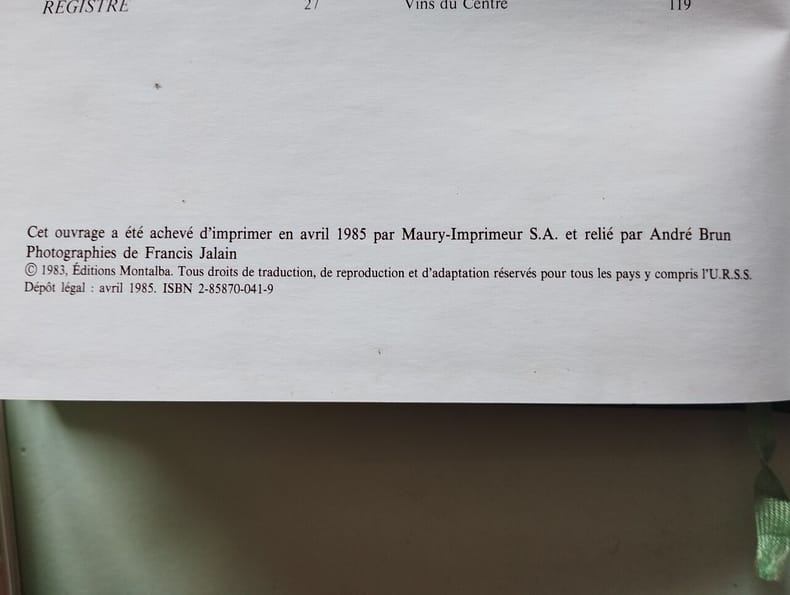 REGISTRE 27 Vins du Centre 119
Cet ouvrage a été achevé d'imprimer en avril 1985 par Maury-Imprimeur S.A. et relié par André Brun
Photographies de Francis Jalain
© 1983, Éditions Montalba. Tous droits de traduction, de reproduction et d'adaptation réservés pour tous les pays y compris l'U.R.S.S.
Dépôt légal : avril 1985. ISBN 2-85870-041-9